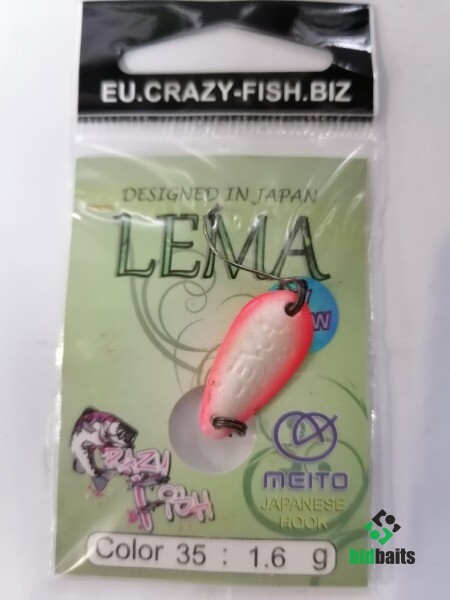 EU.CRAZY-FISH.BIZ
DESIGNED IN JAPAN
LEMA
CRAZY
FISH
MEITO
JAPANESE
HOOK
Color 35 : 1.6 g
bidbaits